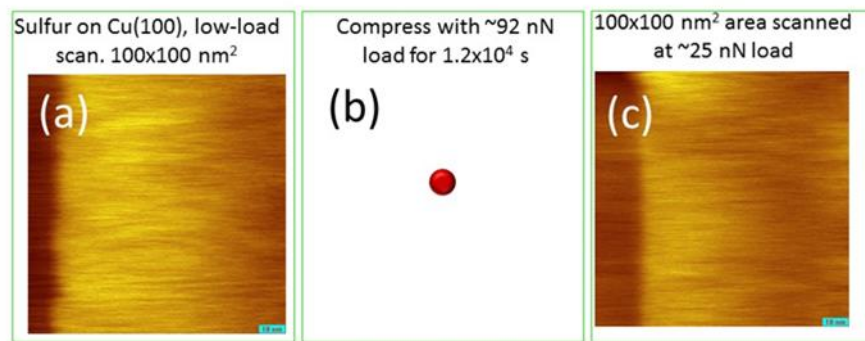 Sulfur on Cu(100), low-load
scan. 100x100 nm²
(a)
Compress with ~92 nN
load for 1.2x10⁴ s
(b)
100x100 nm² area scanned
at ~25 nN load
(c)